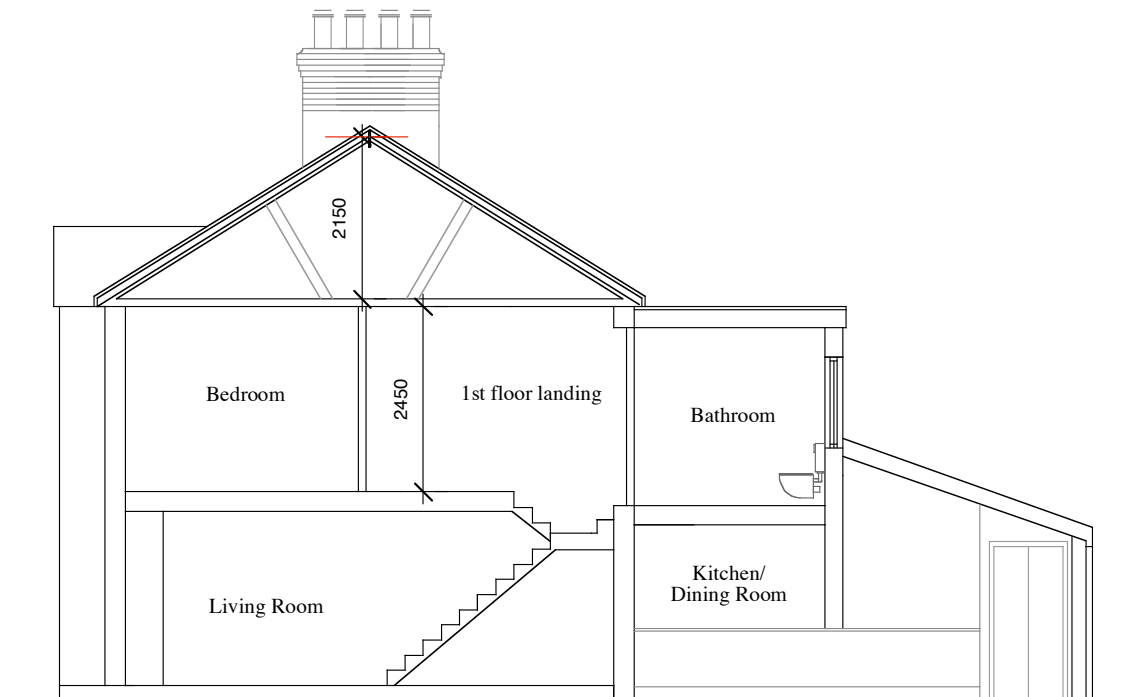 2150
2450
Bedroom
1st floor landing
Bathroom
Kitchen/
Dining Room
Living Room